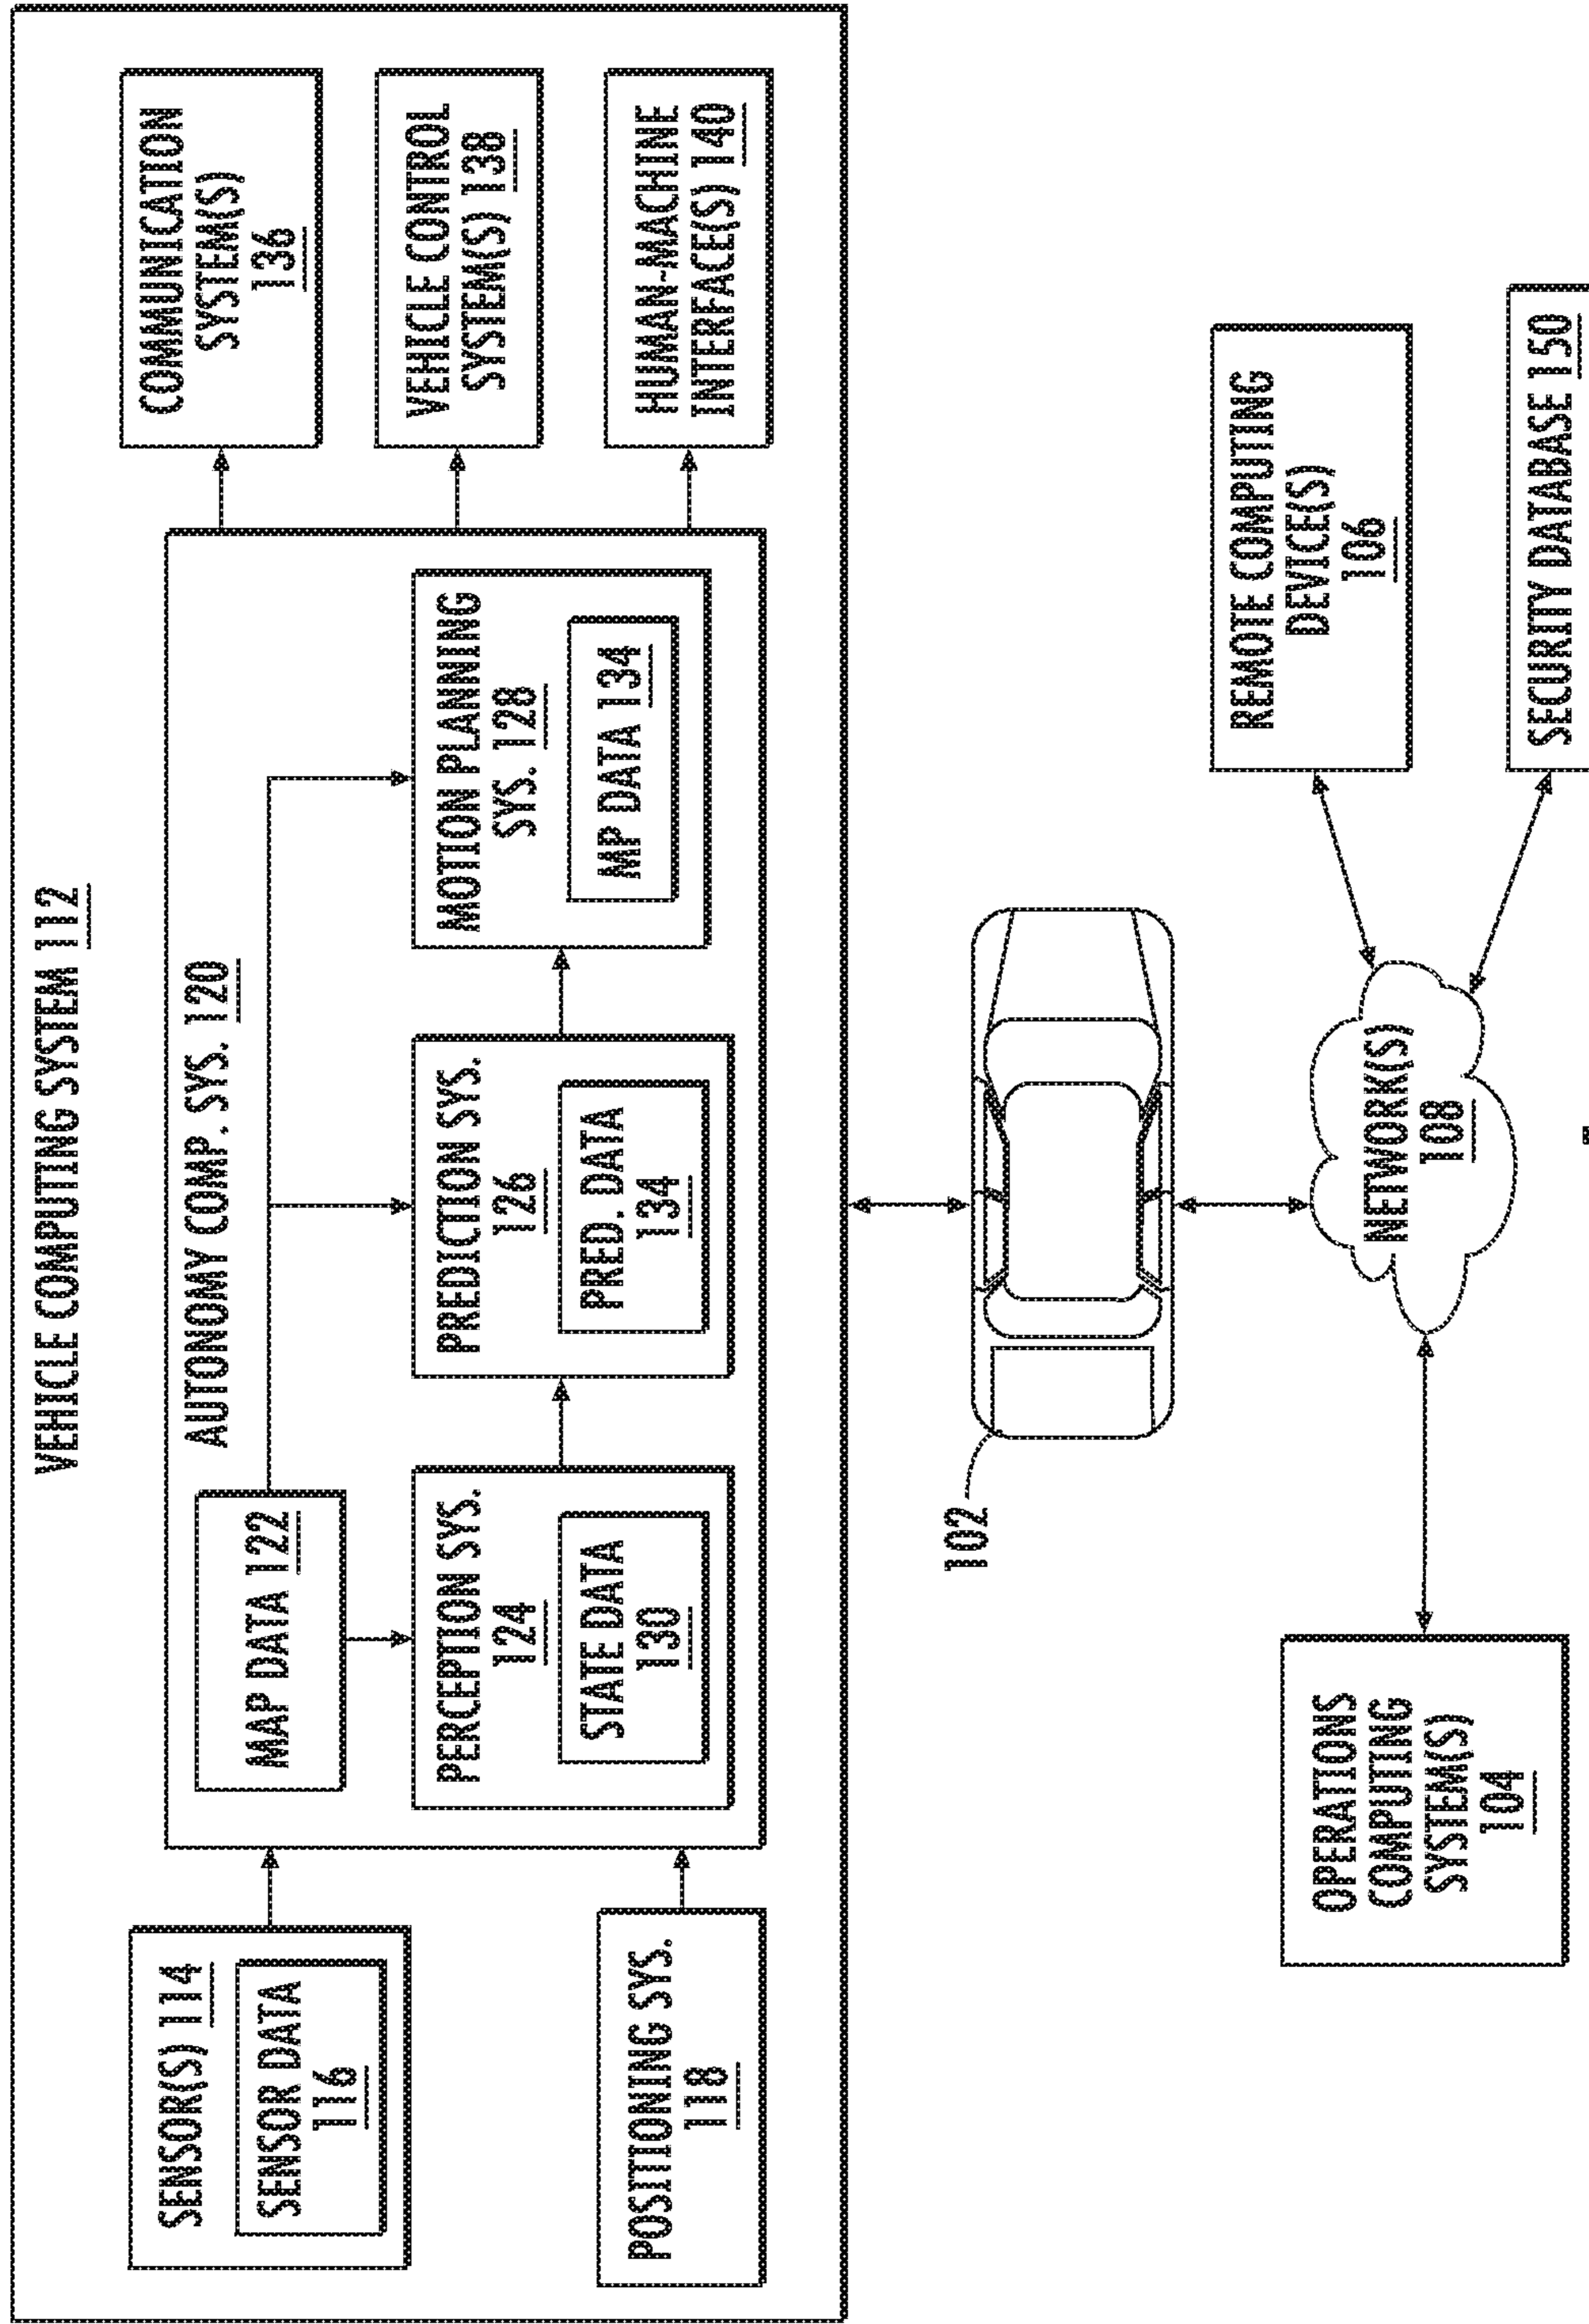 VEHICLE COMPUTING SYSTEM 112
SENSOR(S) 114
SENSOR DATA
116
POSITIONING SYS.
118
AUTONOMY COMP. SYS. 120
MAP DATA 122
PERCEPTION SYS.
124
STATE DATA
130
PREDICTION SYS.
126
PRED. DATA
134
MOTION PLANNING
SYS. 128
MP DATA 134
COMMUNICATION
SYSTEM(S)
136
VEHICLE CONTROL
SYSTEM(S) 138
HUMAN-MACHINE
INTERFACE(S) 140
102
OPERATIONS
COMPUTING
SYSTEM(S)
104
NETWORK(S)
108
REMOTE COMPUTING
DEVICE(S)
106
SECURITY DATABASE 150